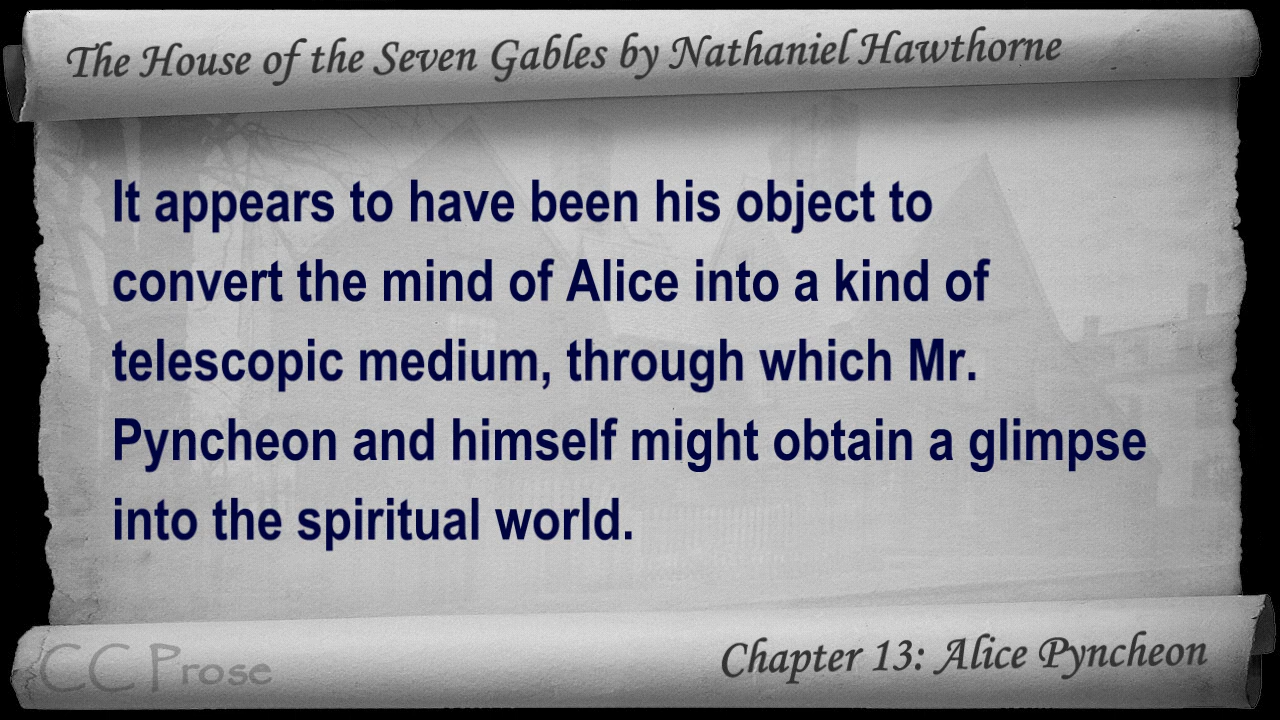 The House of the Seven Gables by Nathaniel Hawthorne
It appears to have been his object to
convert the mind of Alice into a kind of
telescopic medium, through which Mr.
Pyncheon and himself might obtain a glimpse
into the spiritual world.
CC Prose
Chapter 13: Alice Pyncheon